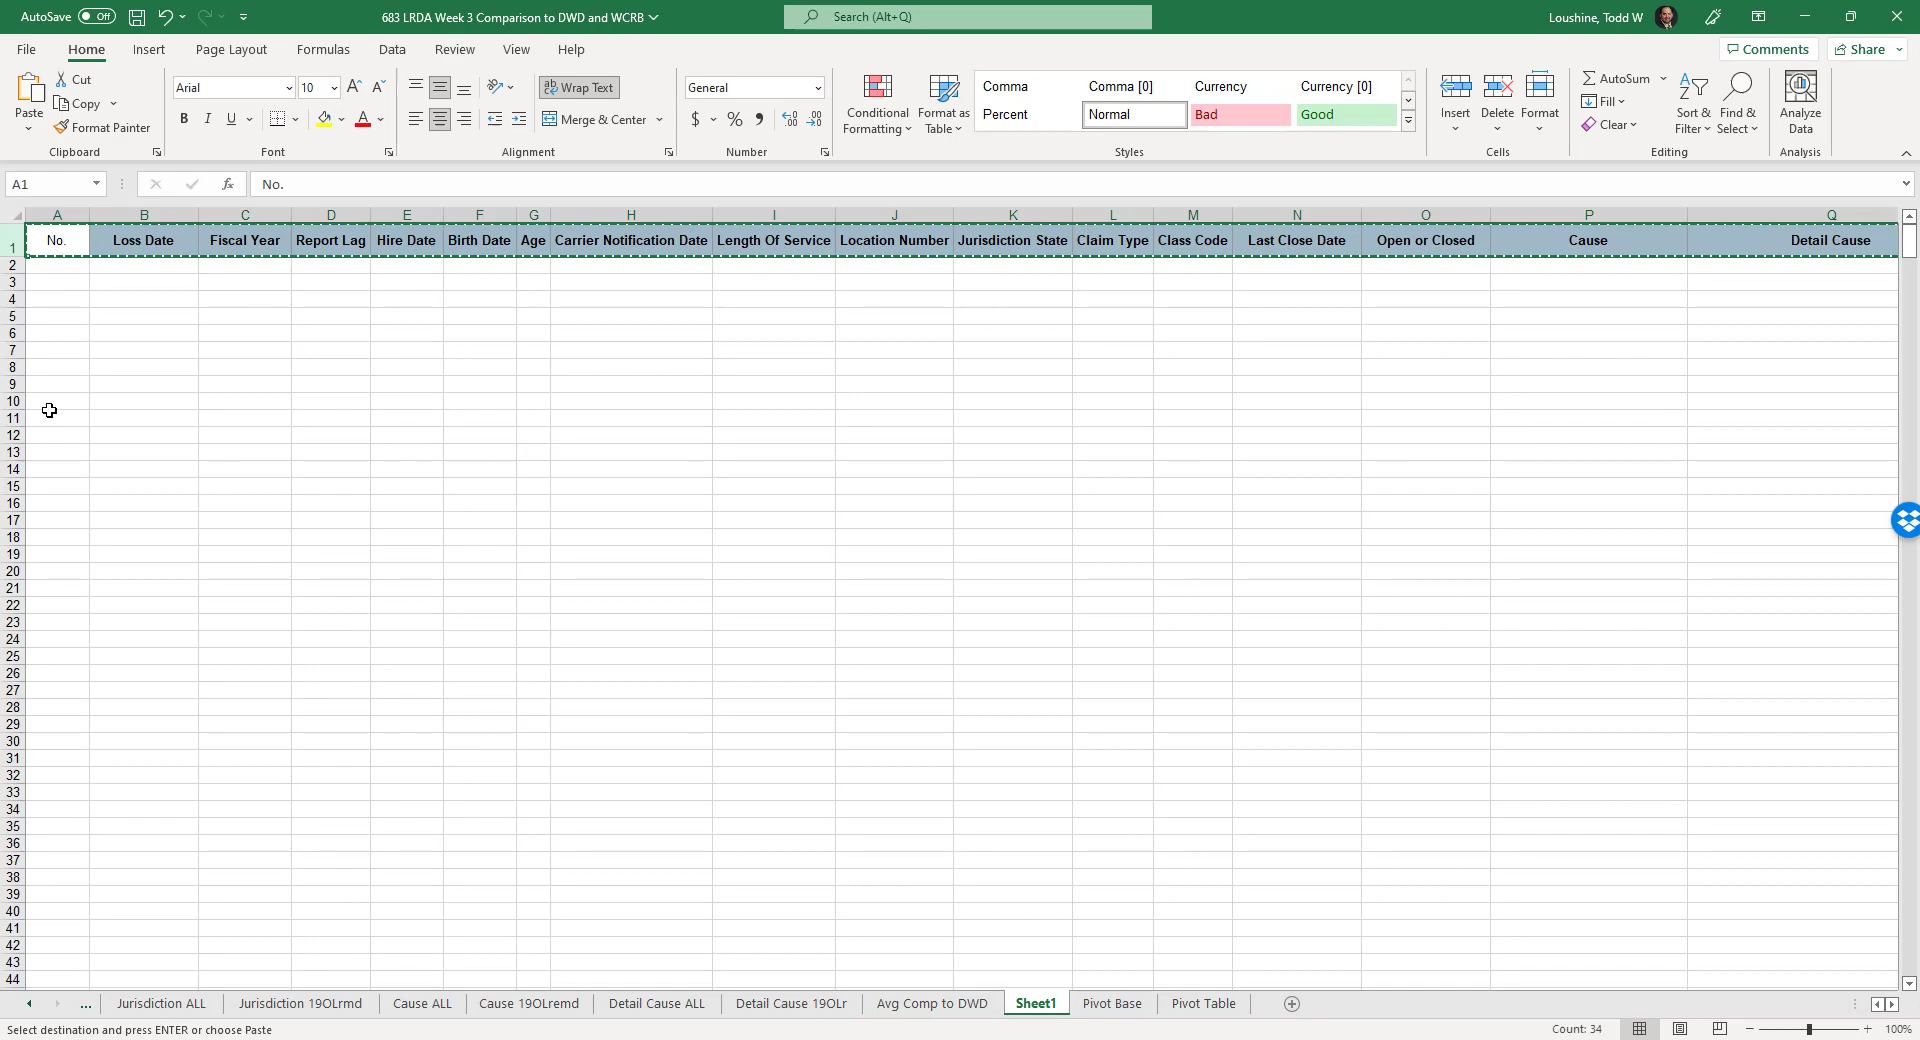 AutoSave Off
683 LRDA Week 3 Comparison to DWD and WCRB
Search (Alt+Q)
Loushine, Todd W
File Home Insert Page Layout Formulas Data Review View Help
Comments Share
Paste
Cut
Copy
Format Painter
Clipboard
Arial 10
B I U
Font
Wrap Text
Merge & Center
Alignment
General
$ % 9
Number
Conditional
Formatting
Format as
Table
Comma Comma [0] Currency Currency [0]
Percent Normal Bad Good
Styles
Insert Delete Format
Cells
AutoSum
Fill
Clear
Sort &
Filter
Find &
Select
Editing
Analyze
Data
Analysis
A1 fx No.
A B C D E F G H I J K L M N O P Q
1 No. Loss Date Fiscal Year Report Lag Hire Date Birth Date Age Carrier Notification Date Length Of Service Location Number Jurisdiction State Claim Type Class Code Last Close Date Open or Closed Cause Detail Cause
2
3
4
5
6
7
8
9
10
11
12
13
14
15
16
17
18
19
20
21
22
23
24
25
26
27
28
29
30
31
32
33
34
35
36
37
38
39
40
41
42
43
44
... Jurisdiction ALL Jurisdiction 19OLrmd Cause ALL Cause 19OLremd Detail Cause ALL Detail Cause 19OLr Avg Comp to DWD Sheet1 Pivot Base Pivot Table
Select destination and press ENTER or choose Paste
Count: 34
100%